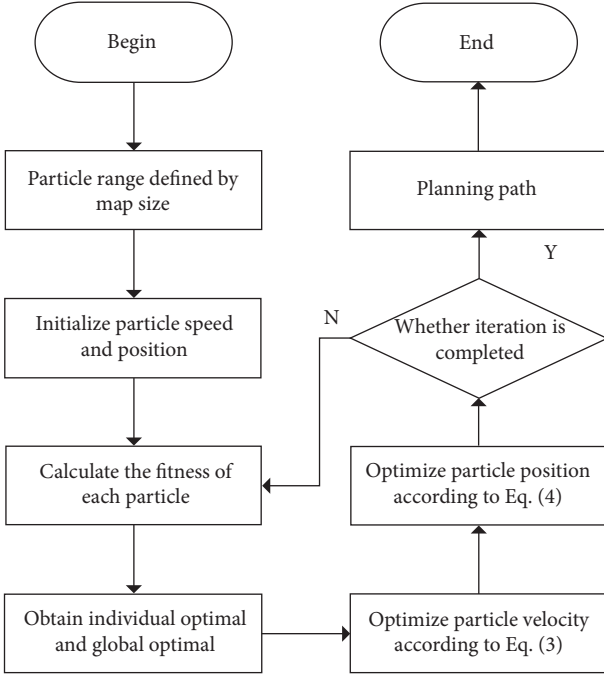 Begin
Particle range defined by
map size
Initialize particle speed
and position
Calculate the fitness of
each particle
Obtain individual optimal
and global optimal
Optimize particle velocity
according to Eq. (3)
Optimize particle position
according to Eq. (4)
Whether iteration is
completed
N
Y
Planning path
End